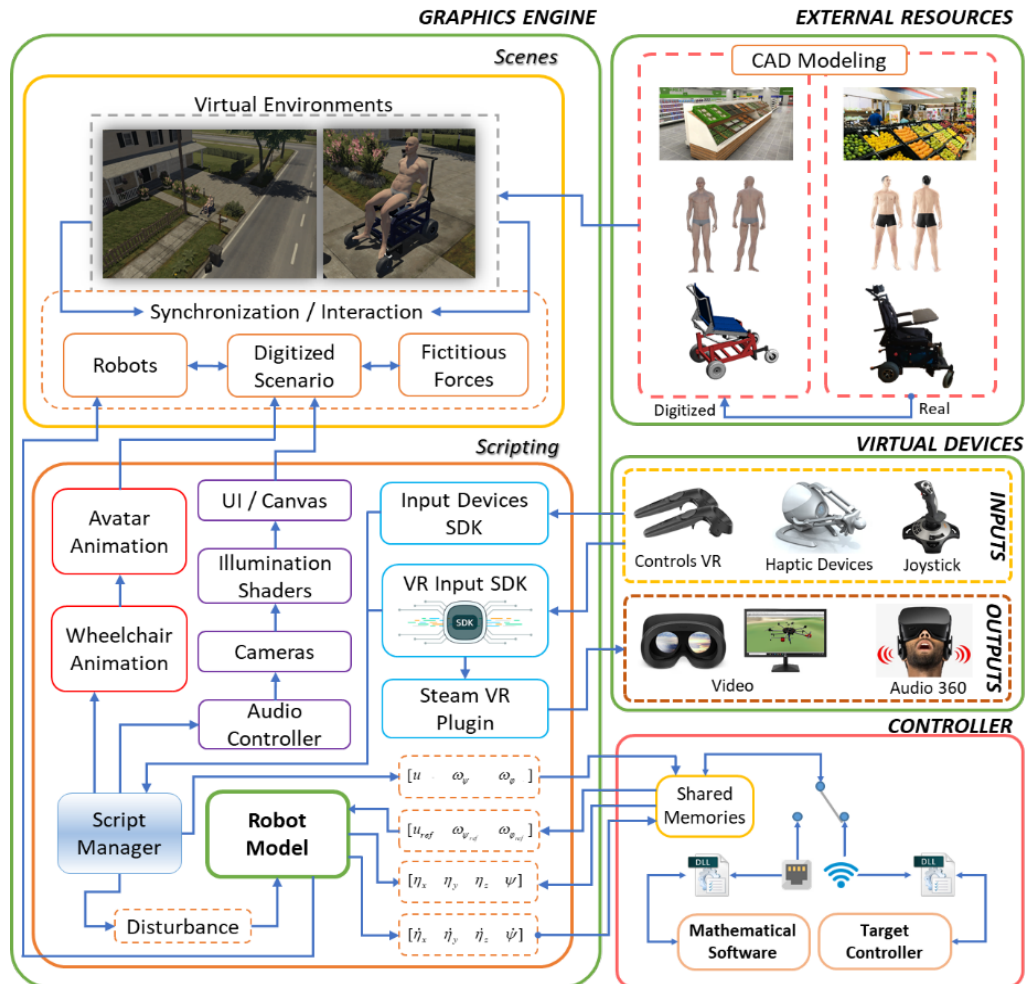 GRAPHICS ENGINE
Scenes
Virtual Environments
Synchronization / Interaction
Robots
Digitized
Scenario
Fictitious
Forces
Scripting
Avatar
Animation
Wheelchair
Animation
UI / Canvas
Illumination
Shaders
Cameras
Audio
Controller
Input Devices
SDK
VR Input SDK
SDK
Steam VR
Plugin
Script
Manager
Robot
Model
Disturbance
[u ω_ψ ω_φ ]
[u_ref ω_ψ_ref ω_φ_ref ]
[η_x η_y η_z ψ]
[η̇_x η̇_y η̇_z ψ̇]
EXTERNAL RESOURCES
CAD Modeling
Digitized
Real
VIRTUAL DEVICES
INPUTS
Controls VR
Haptic Devices
Joystick
OUTPUTS
Video
Audio 360
CONTROLLER
Shared
Memories
DLL
DLL
Mathematical
Software
Target
Controller